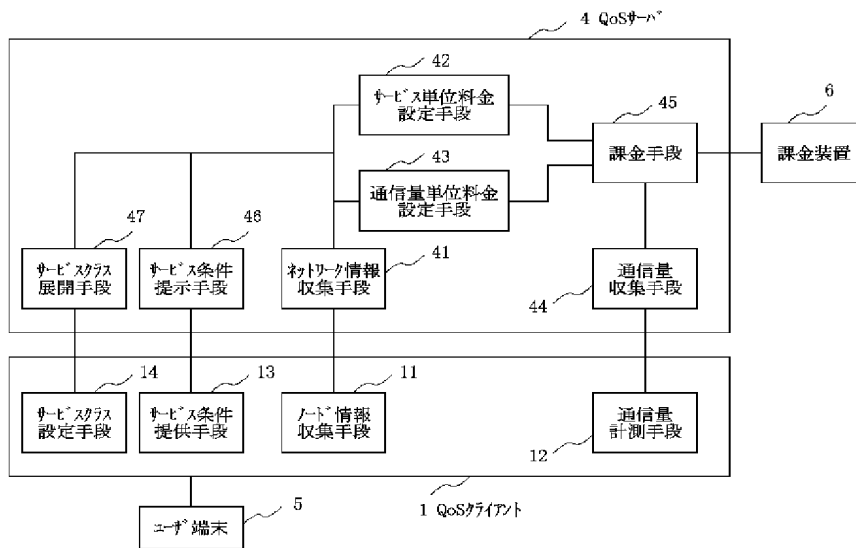 4 QoSサーバ
42
サービス単位料金
設定手段
45
課金手段
6
課金装置
43
通信量単位料金
設定手段
47
サービスクラス
展開手段
46
サービス条件
提示手段
41
ネットワーク情報
収集手段
44
通信量
収集手段
14
サービスクラス
設定手段
13
サービス条件
提供手段
11
ノード情報
収集手段
12
通信量
計測手段
1 QoSクライアント
5
ユーザ端末